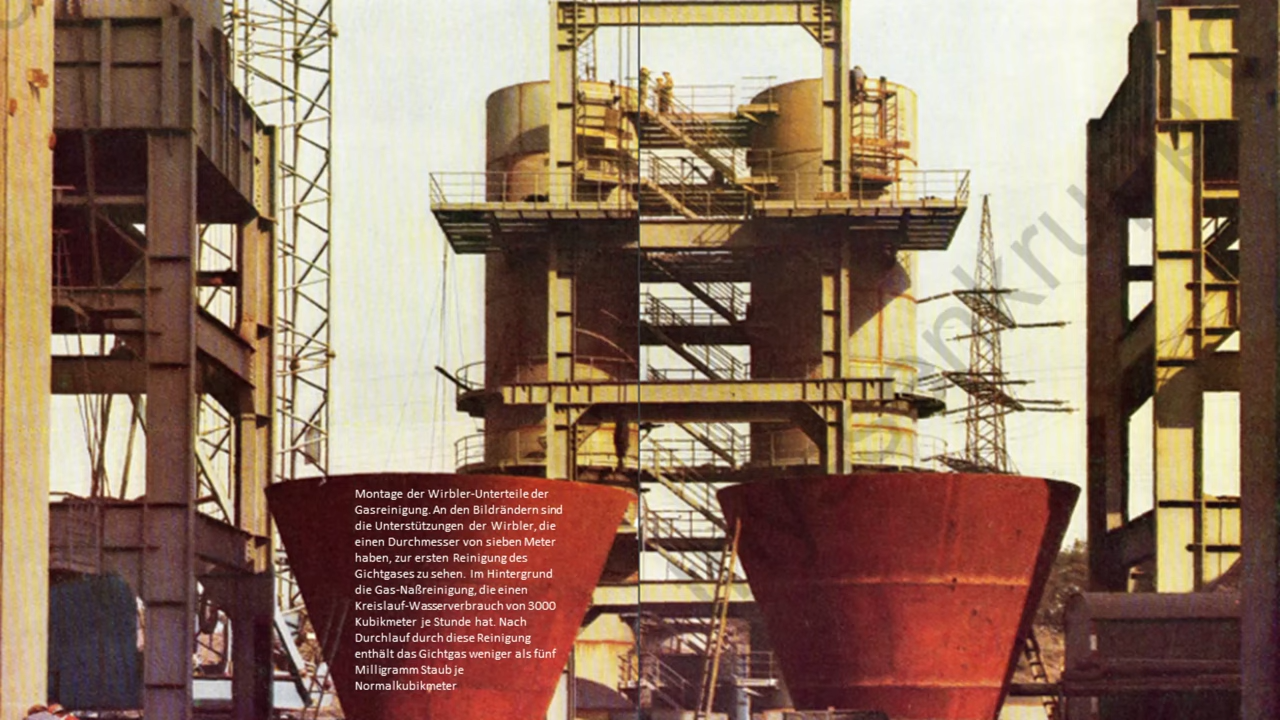 Montage der Wirbler-Unterteile der
Gasreinigung. An den Bildrändern sind
die Unterstützungen der Wirbler, die
einen Durchmesser von sieben Meter
haben, zur ersten Reinigung des
Gichtgases zu sehen. Im Hintergrund
die Gas-Naßreinigung, die einen
Kreislauf-Wasserverbrauch von 3000
Kubikmeter je Stunde hat. Nach
Durchlauf durch diese Reinigung
enthält das Gichtgas weniger als fünf
Milligramm Staub je
Normalkubikmeter